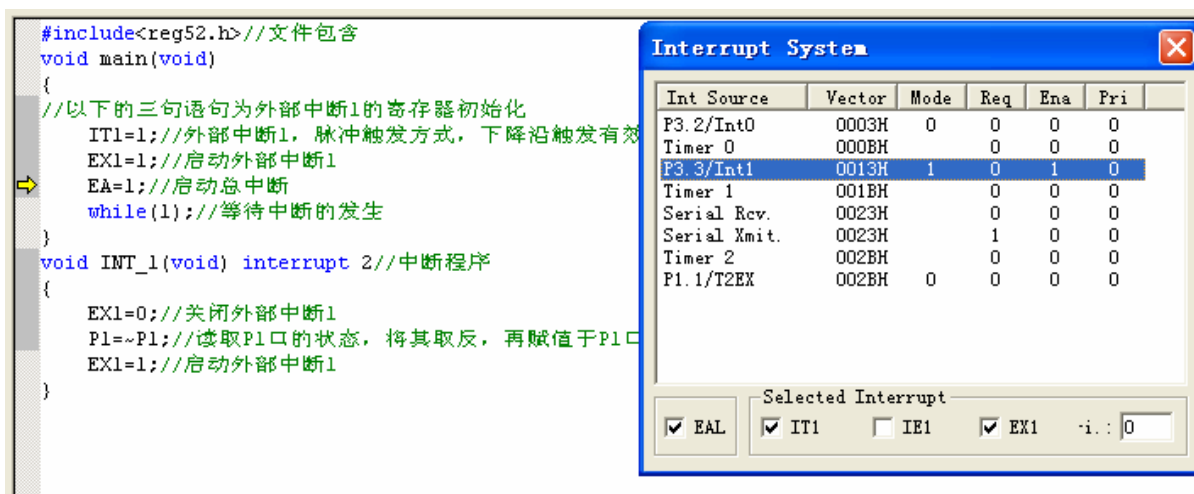 #include<reg52.h>//文件包含
void main(void)
{
//以下的三句语句为外部中断1的寄存器初始化
IT1=1;//外部中断1，脉冲触发方式，下降沿触发有效
EX1=1;//启动外部中断1
EA=1;//启动总中断
while(1);//等待中断的发生
}
void INT_1(void) interrupt 2//中断程序
{
EX1=0;//关闭外部中断1
P1=~P1;//读取P1口的状态，将其取反，再赋值于P1口
EX1=1;//启动外部中断1
}
Interrupt System
Int Source Vector Mode Req Ena Pri
P3.2/Int0 0003H 0 0 0 0
Timer 0 000BH 0 0 0
P3.3/Int1 0013H 1 0 1 0
Timer 1 001BH 0 0 0
Serial Rcv. 0023H 0 0 0
Serial Xmit. 0023H 1 0 0
Timer 2 002BH 0 0 0
P1.1/T2EX 002BH 0 0 0 0
Selected Interrupt
EAL IT1 IE1 EX1 0